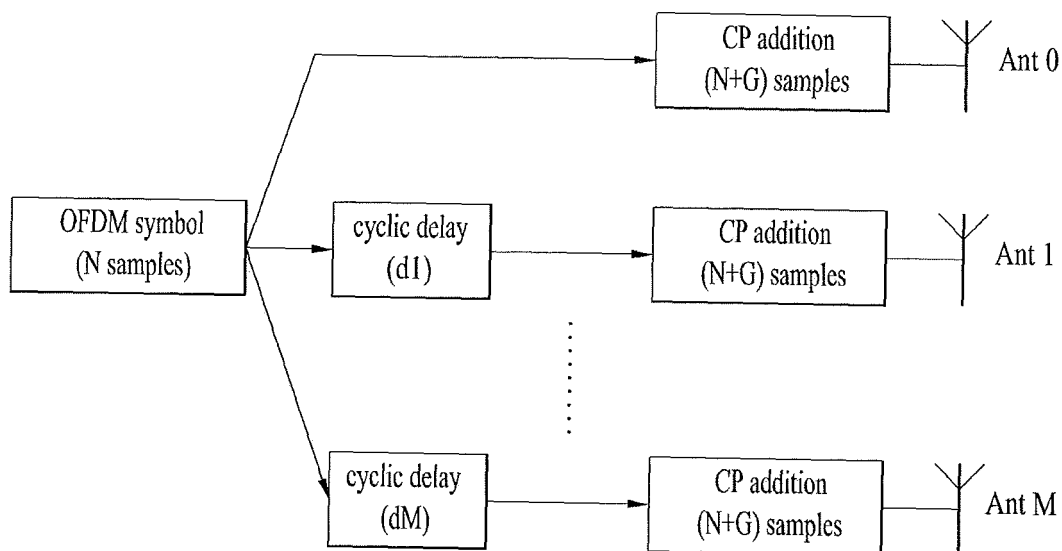 CP addition
(N+G) samples
Ant 0
OFDM symbol
(N samples)
cyclic delay
(d1)
CP addition
(N+G) samples
Ant 1
cyclic delay
(dM)
CP addition
(N+G) samples
Ant M